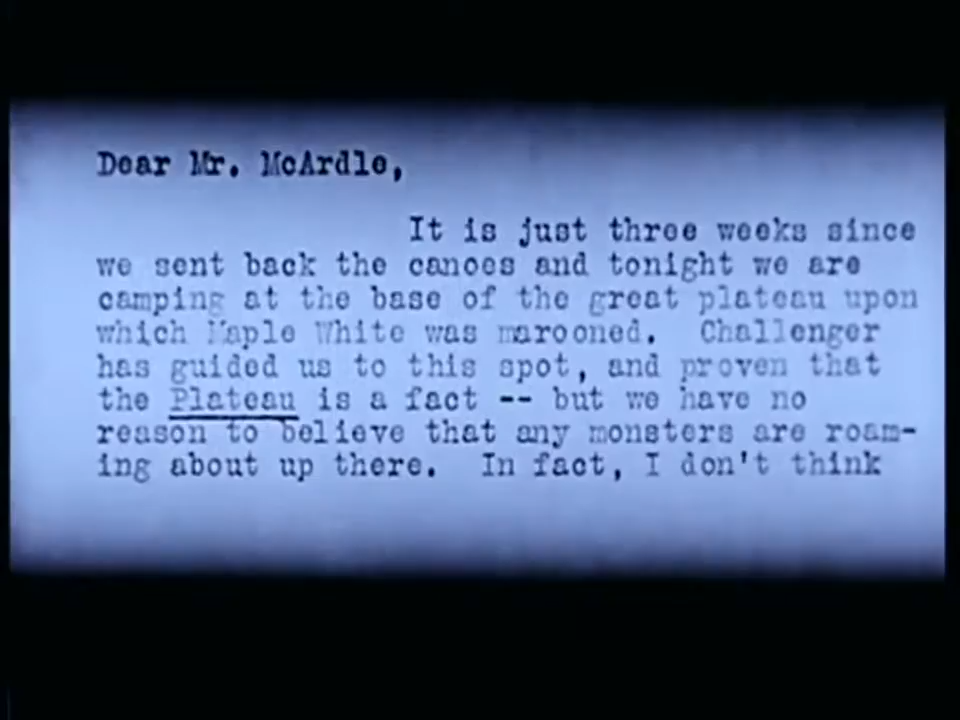 Dear Mr. McArdle,
It is just three weeks since
we sent back the canoes and tonight we are
camping at the base of the great plateau upon
which Maple White was marooned. Challenger
has guided us to this spot, and proven that
the Plateau is a fact -- but we have no
reason to believe that any monsters are roam-
ing about up there. In fact, I don't think